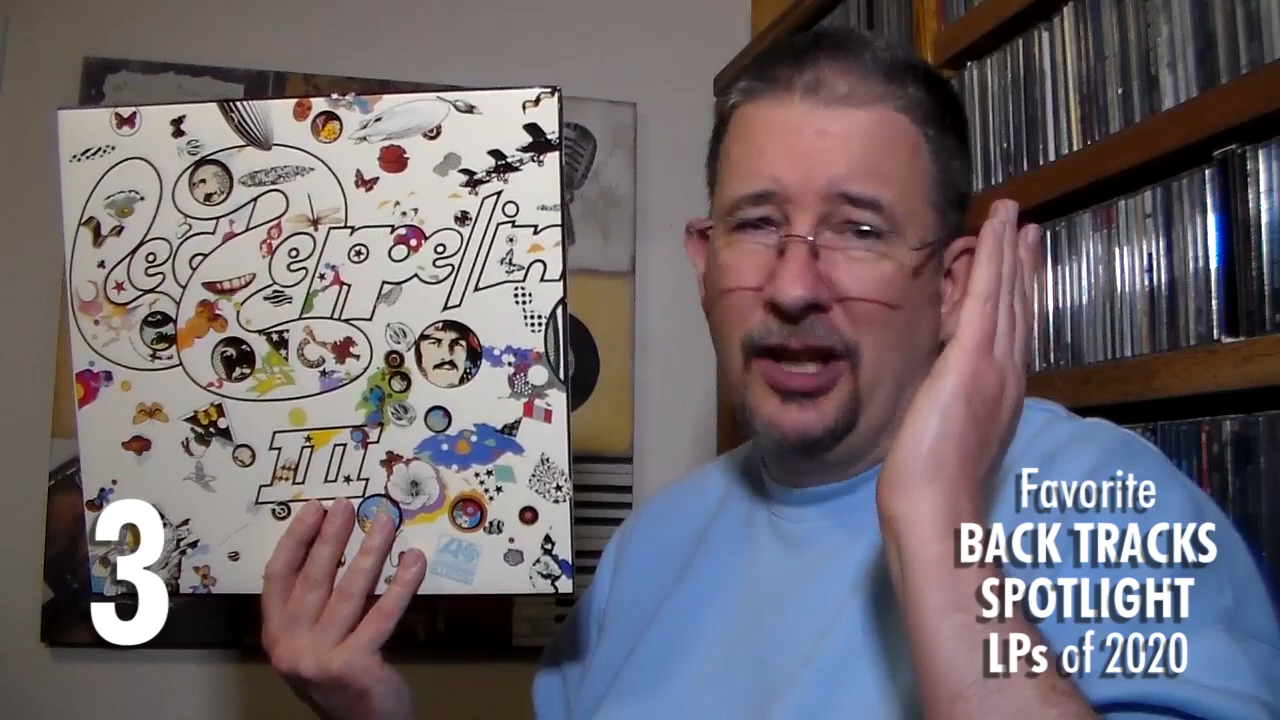 Led Zeppelin
III
3
Favorite
BACK TRACKS
SPOTLIGHT
LPs of 2020